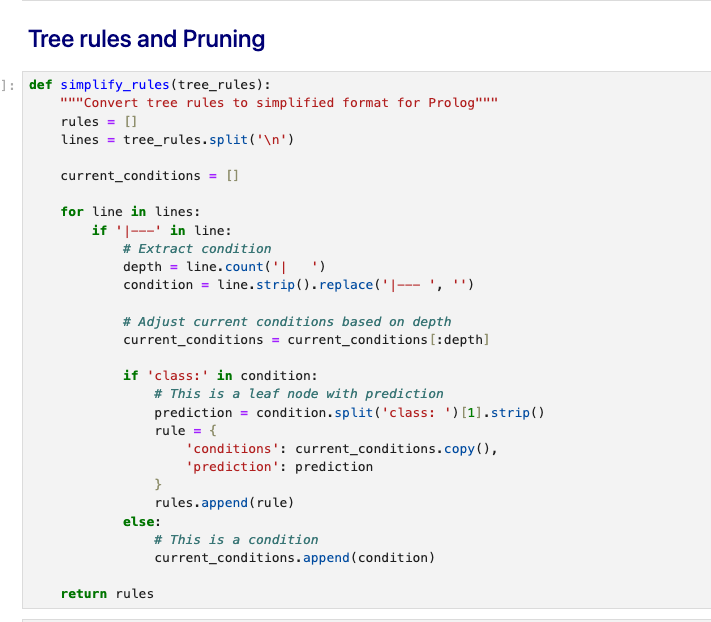 Tree rules and Pruning
]: def simplify_rules(tree_rules):
    """Convert tree rules to simplified format for Prolog"""
    rules = []
    lines = tree_rules.split('\n')

    current_conditions = []

    for line in lines:
        if '|---' in line:
            # Extract condition
            depth = line.count('|   ')
            condition = line.strip().replace('|--- ', '')

            # Adjust current conditions based on depth
            current_conditions = current_conditions[:depth]

            if 'class:' in condition:
                # This is a leaf node with prediction
                prediction = condition.split('class: ')[1].strip()
                rule = {
                    'conditions': current_conditions.copy(),
                    'prediction': prediction
                }
                rules.append(rule)
            else:
                # This is a condition
                current_conditions.append(condition)

    return rules